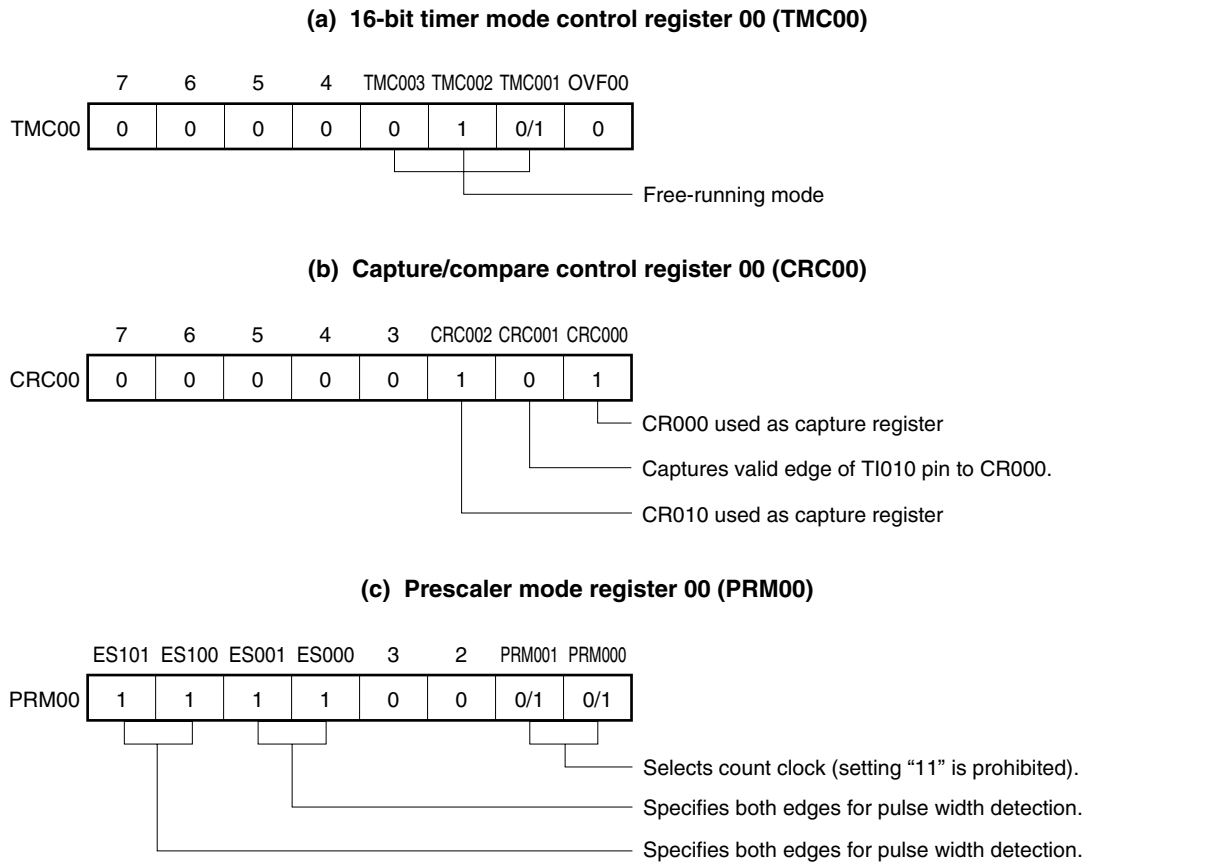 (a) 16-bit timer mode control register 00 (TMC00)
7 6 5 4 TMC003 TMC002 TMC001 OVF00
TMC00 0 0 0 0 0 1 0/1 0
Free-running mode
(b) Capture/compare control register 00 (CRC00)
7 6 5 4 3 CRC002 CRC001 CRC000
CRC00 0 0 0 0 0 1 0 1
CR000 used as capture register
Captures valid edge of TI010 pin to CR000.
CR010 used as capture register
(c) Prescaler mode register 00 (PRM00)
ES101 ES100 ES001 ES000 3 2 PRM001 PRM000
PRM00 1 1 1 1 0 0 0/1 0/1
Selects count clock (setting “11” is prohibited).
Specifies both edges for pulse width detection.
Specifies both edges for pulse width detection.